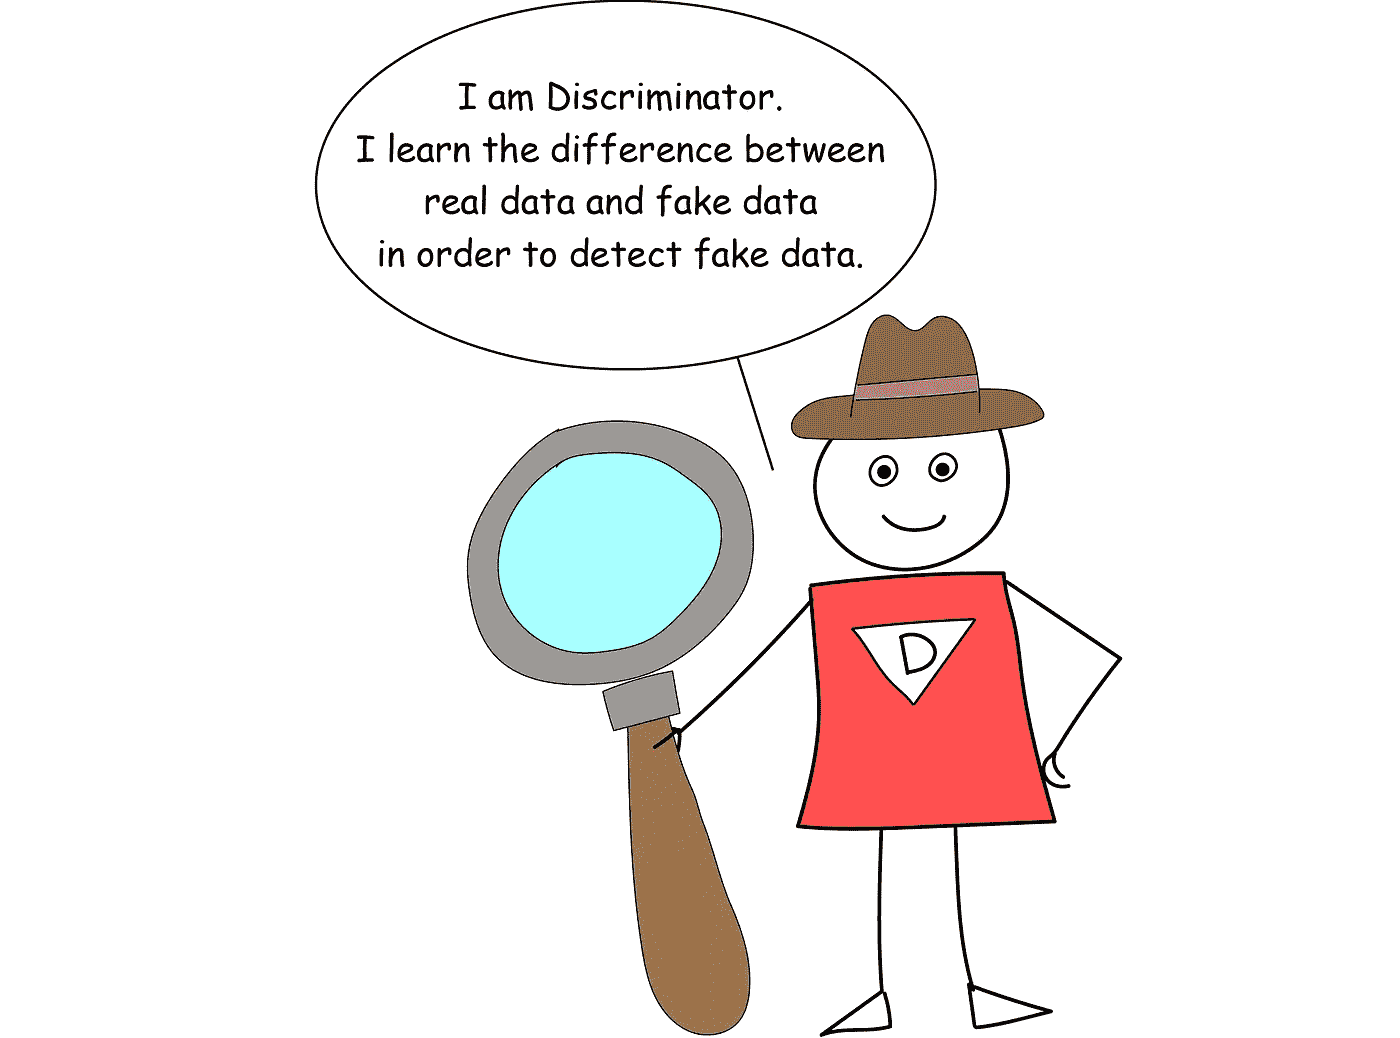 I am Discriminator.
I learn the difference between
real data and fake data
in order to detect fake data.
D